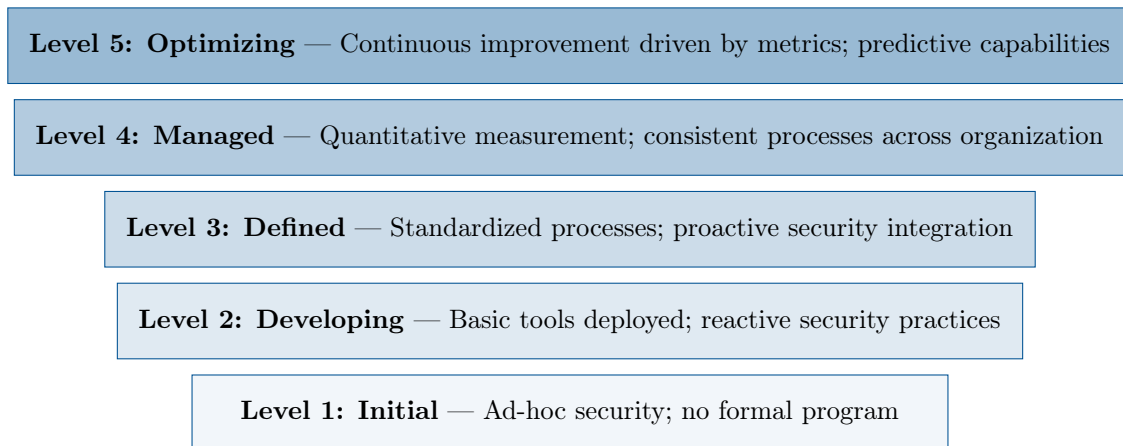 Level 5: Optimizing — Continuous improvement driven by metrics; predictive capabilities
Level 4: Managed — Quantitative measurement; consistent processes across organization
Level 3: Defined — Standardized processes; proactive security integration
Level 2: Developing — Basic tools deployed; reactive security practices
Level 1: Initial — Ad-hoc security; no formal program